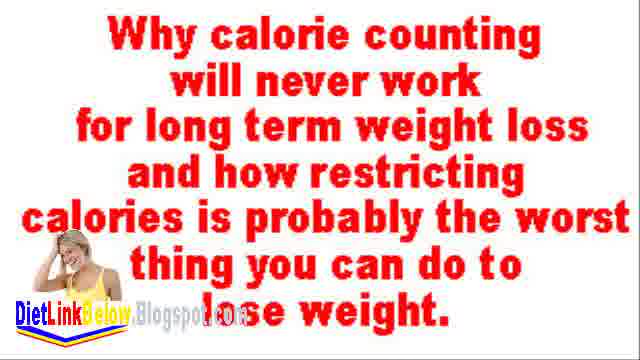 Why calorie counting
will never work
for long term weight loss
and how restricting
calories is probably the worst
thing you can do to
lose weight.
DietLinkBelow.Blogspot.com